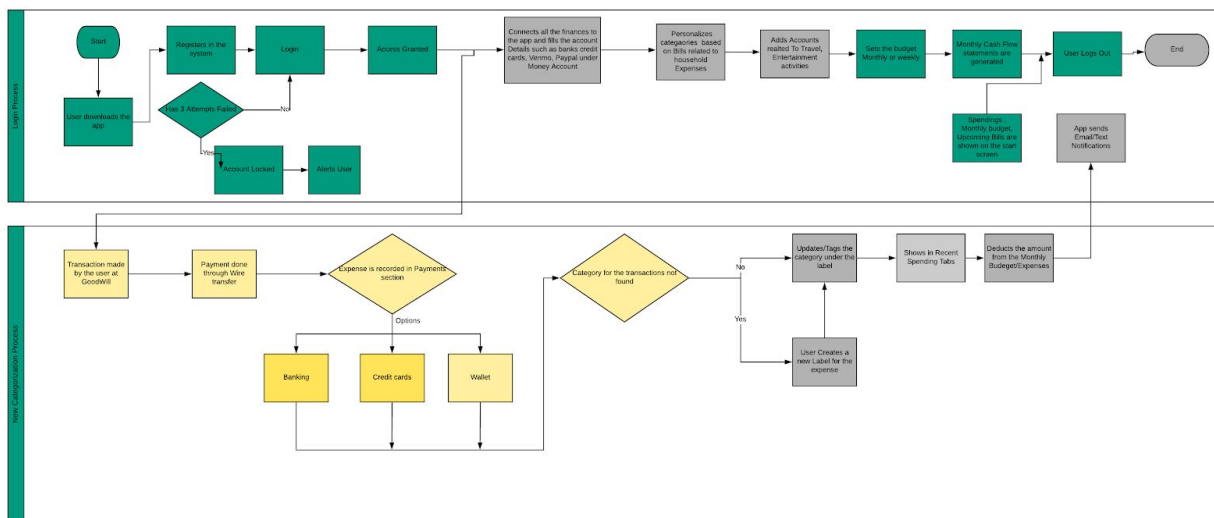 Login Process
Start
User downloads the
app
Registers in the
system
Login
Access Granted
Has 3 Attempts Failed
No
Yes
Account Locked
Alerts User
Connects all the finances to
the app and fills the account
Details such as banks credit
cards, Venmo, Paypal under
Money Account
Personalizes
categaories based on
Bills related to
household Expenses
Adds Accounts
realted To Travel,
Entertainment
activities
Sets the budget
Monthly or weekly
Monthly Cash Flow
statements are
generated
User Logs Out
End
Spendings ,
Monthly budget,
Upcoming Bills are
shown on the start
screen
App sends
Email/Text
Notifications
New Categorization Process
Transaction made
by the user at
GoodWill
Payment done
through Wire
transfer
Expense is recorded in Payments
section
Options
Banking
Credit cards
Wallet
Category for the transactions not
found
No
Yes
Updates/Tags the
category under the
label
User Creates a
new Label for the
expense
Shows in Recent
Spending Tabs
Deducts the amount
from the Monthly
Budeget/Expenses